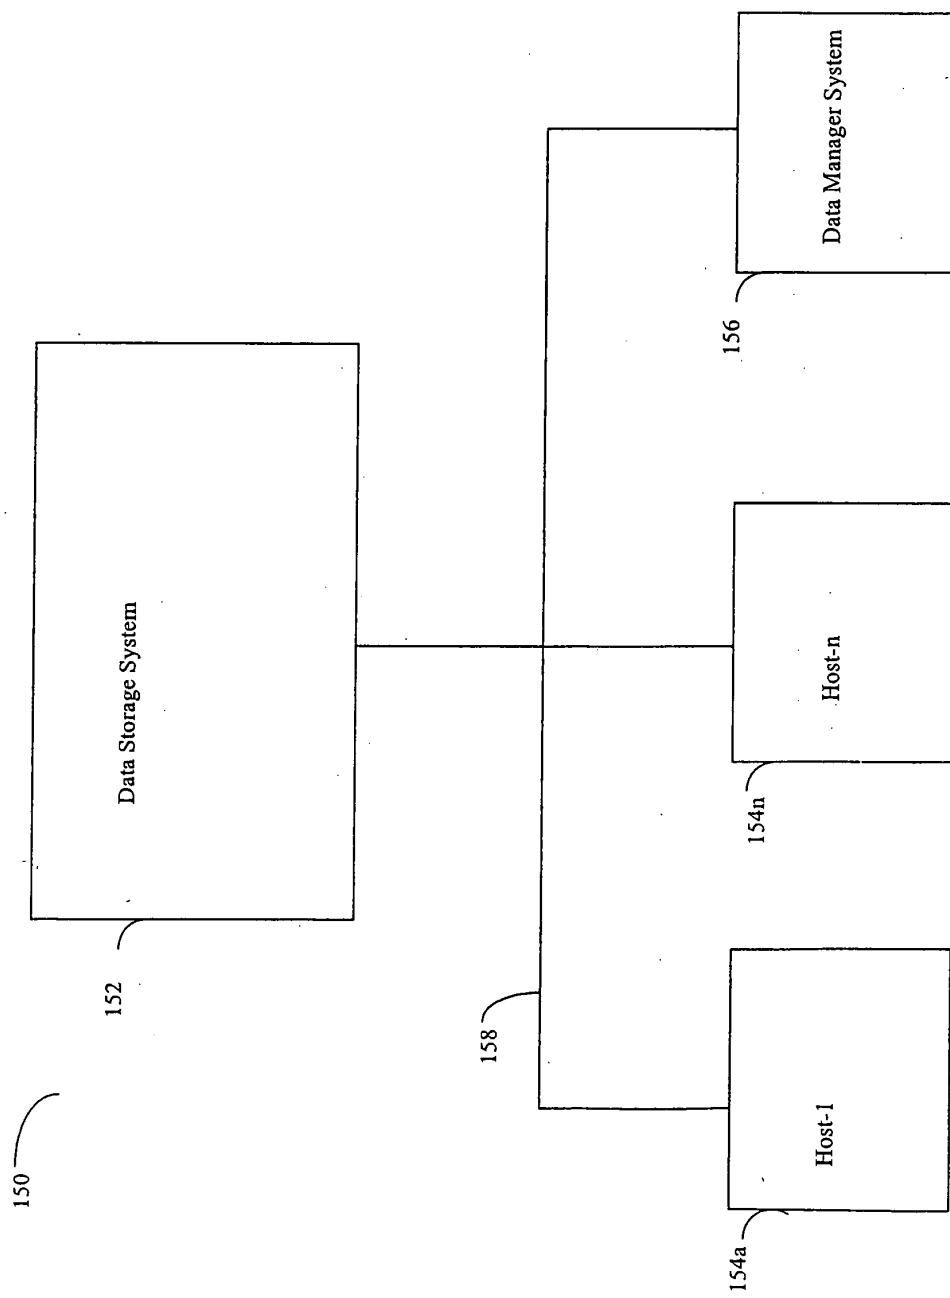 150
152
Data Storage System
158
154a
Host-1
154n
Host-n
156
Data Manager System